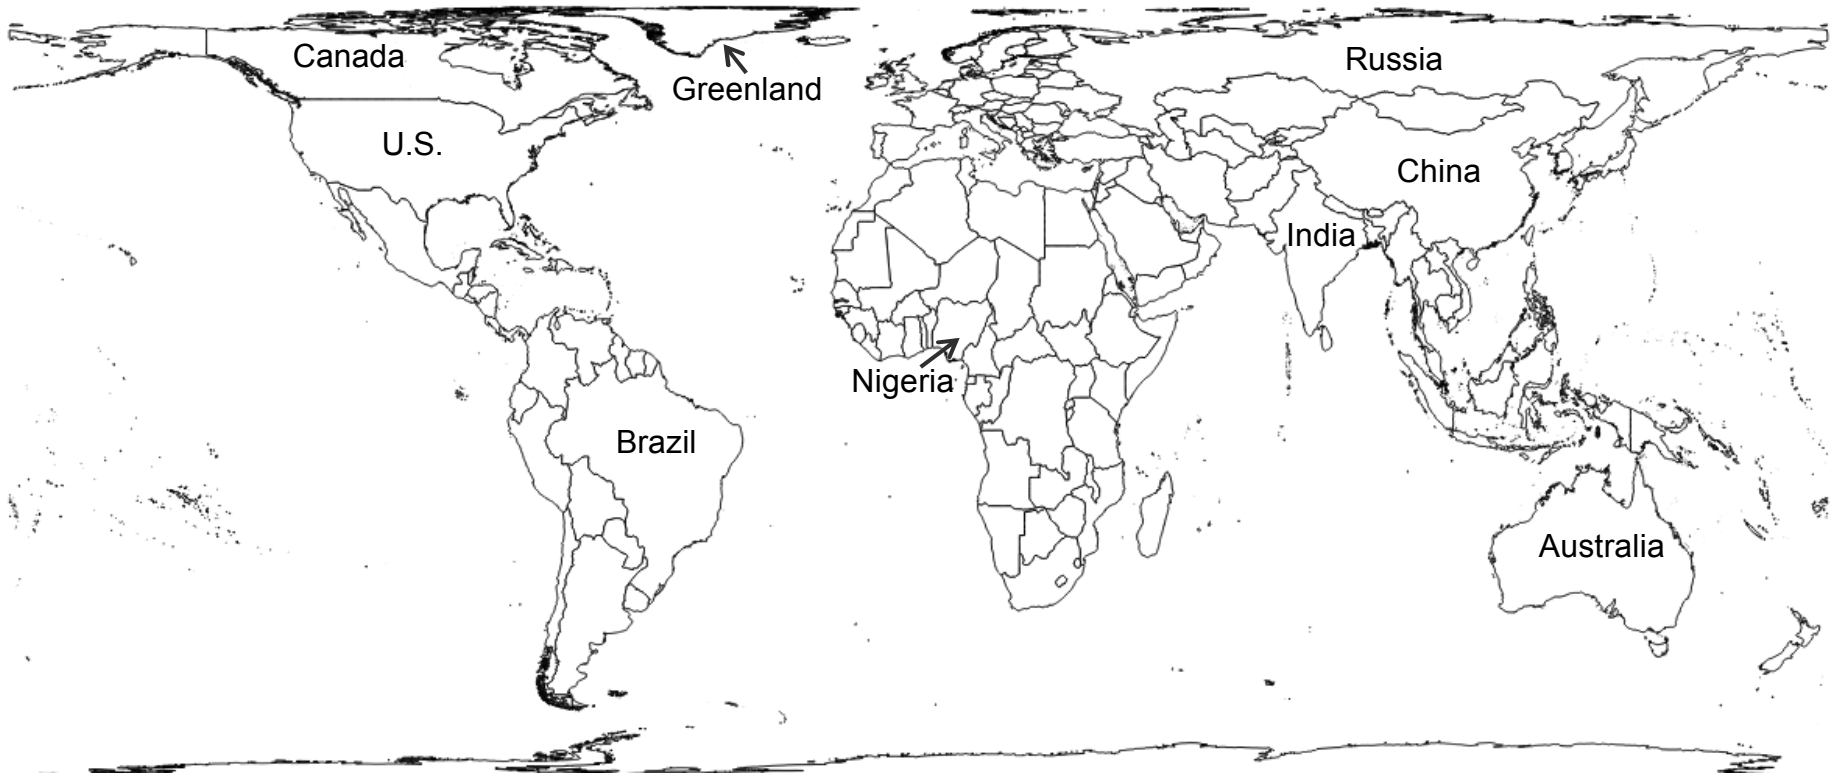 Canada
Russia
Greenland
U.S.
China
India
Nigeria
Brazil
Australia